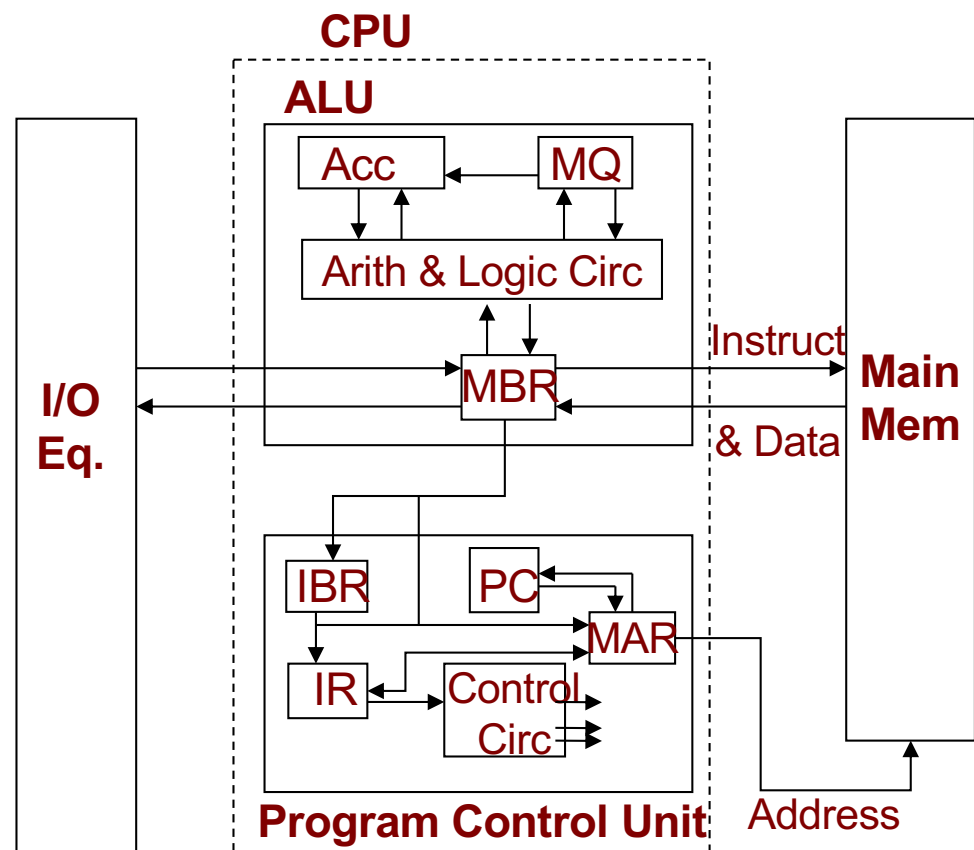 CPU
ALU
Acc
MQ
Arith & Logic Circ
MBR
Instruct
& Data
I/O
Eq.
Main
Mem
IBR
PC
MAR
IR
Control
Circ
Program Control Unit
Address